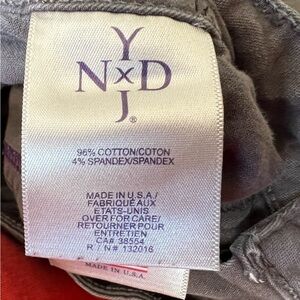 Y
N x D
J®
96% COTTON/COTON
4% SPANDEX/SPANDEX
MADE IN U.S.A./
FABRIQUÉ AUX
ETATS-UNIS
OVER FOR CARE/
RETOURNER POUR
ENTRETIEN
CA# 38554
R / N# 132016
MADE IN U.S.A.